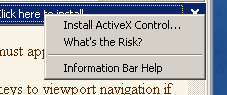 Click here to install
Install ActiveX Control...
What's the Risk?
must app
Information Bar Help
keys to viewport navigation if